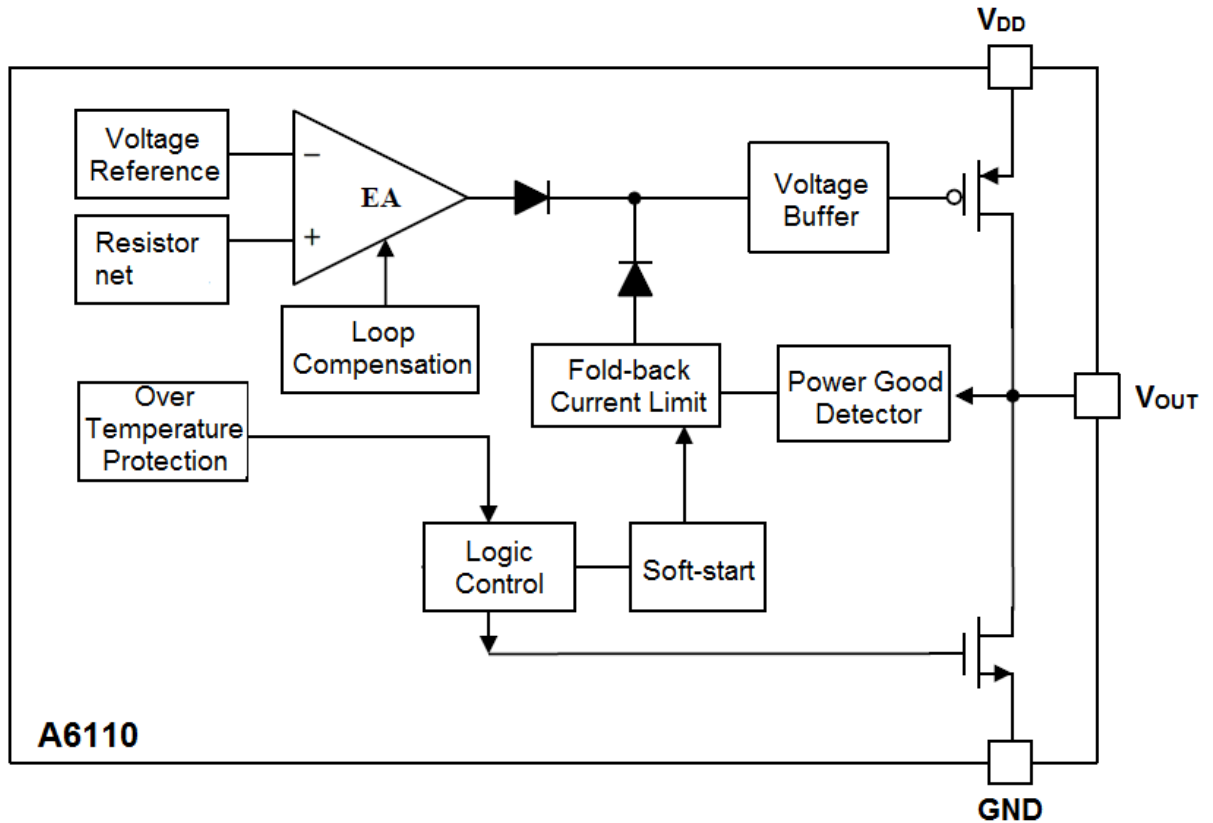 VDD
Voltage
Reference
−
EA
+
Resistor
net
Voltage
Buffer
Loop
Compensation
Fold-back
Current Limit
Power Good
Detector
VOUT
Over
Temperature
Protection
Logic
Control
Soft-start
A6110
GND